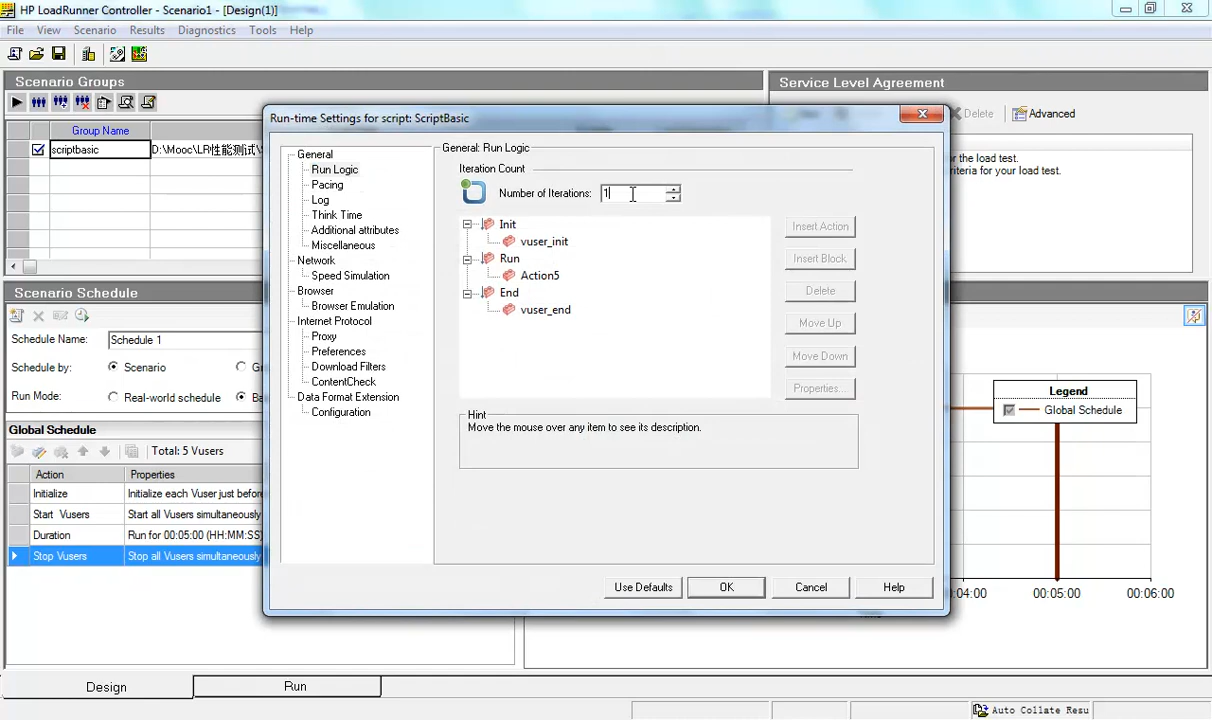 HP LoadRunner Controller - Scenario1 - [Design(1)]
File View Scenario Results Diagnostics Tools Help
Scenario Groups
Service Level Agreement
Delete Advanced
Group Name
scriptbasic D:\Mooc\LR性能测试\
the load test.
criteria for your load test.
Run-time Settings for script: ScriptBasic
General
Run Logic
Pacing
Log
Think Time
Additional attributes
Miscellaneous
Network
Speed Simulation
Browser
Browser Emulation
Internet Protocol
Proxy
Preferences
Download Filters
ContentCheck
Data Format Extension
Configuration
General: Run Logic
Iteration Count
Number of Iterations: 1
Init
vuser_init
Run
Action5
End
vuser_end
Insert Action
Insert Block
Delete
Move Up
Move Down
Properties...
Hint
Move the mouse over any item to see its description.
Use Defaults OK Cancel Help
Scenario Schedule
Schedule Name: Schedule 1
Schedule by: Scenario
Run Mode: Real-world schedule
Global Schedule
Total: 5 Vusers
Action Properties
Initialize Initialize each Vuser just before
Start Vusers Start all Vusers simultaneously
Duration Run for 00:05:00 (HH:MM:SS)
Stop Vusers Stop all Vusers simultaneously
Legend
Global Schedule
:04:00 00:05:00 00:06:00
Design Run
Auto Collate Resu